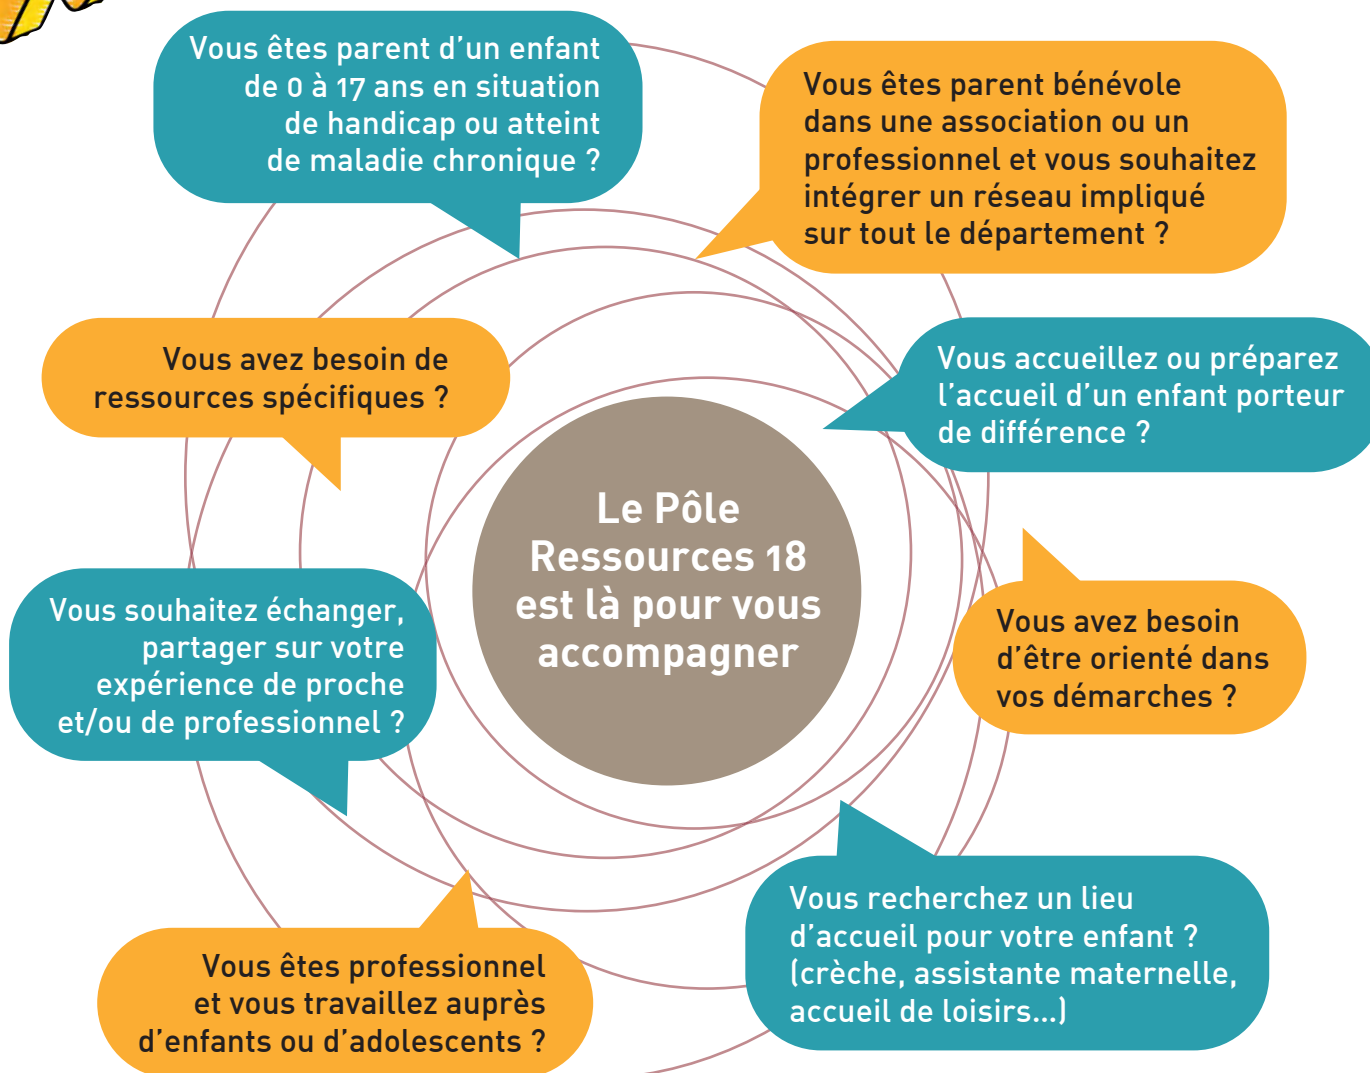 Vous êtes parent d’un enfant
de 0 à 17 ans en situation
de handicap ou atteint
de maladie chronique ?
Vous êtes parent bénévole
dans une association ou un
professionnel et vous souhaitez
intégrer un réseau impliqué
sur tout le département ?
Vous avez besoin de
ressources spécifiques ?
Vous accueillez ou préparez
l’accueil d’un enfant porteur
de différence ?
Le Pôle
Ressources 18
est là pour vous
accompagner
Vous souhaitez échanger,
partager sur votre
expérience de proche
et/ou de professionnel ?
Vous avez besoin
d’être orienté dans
vos démarches ?
Vous recherchez un lieu
d’accueil pour votre enfant ?
(crèche, assistante maternelle,
accueil de loisirs...)
Vous êtes professionnel
et vous travaillez auprès
d’enfants ou d’adolescents ?